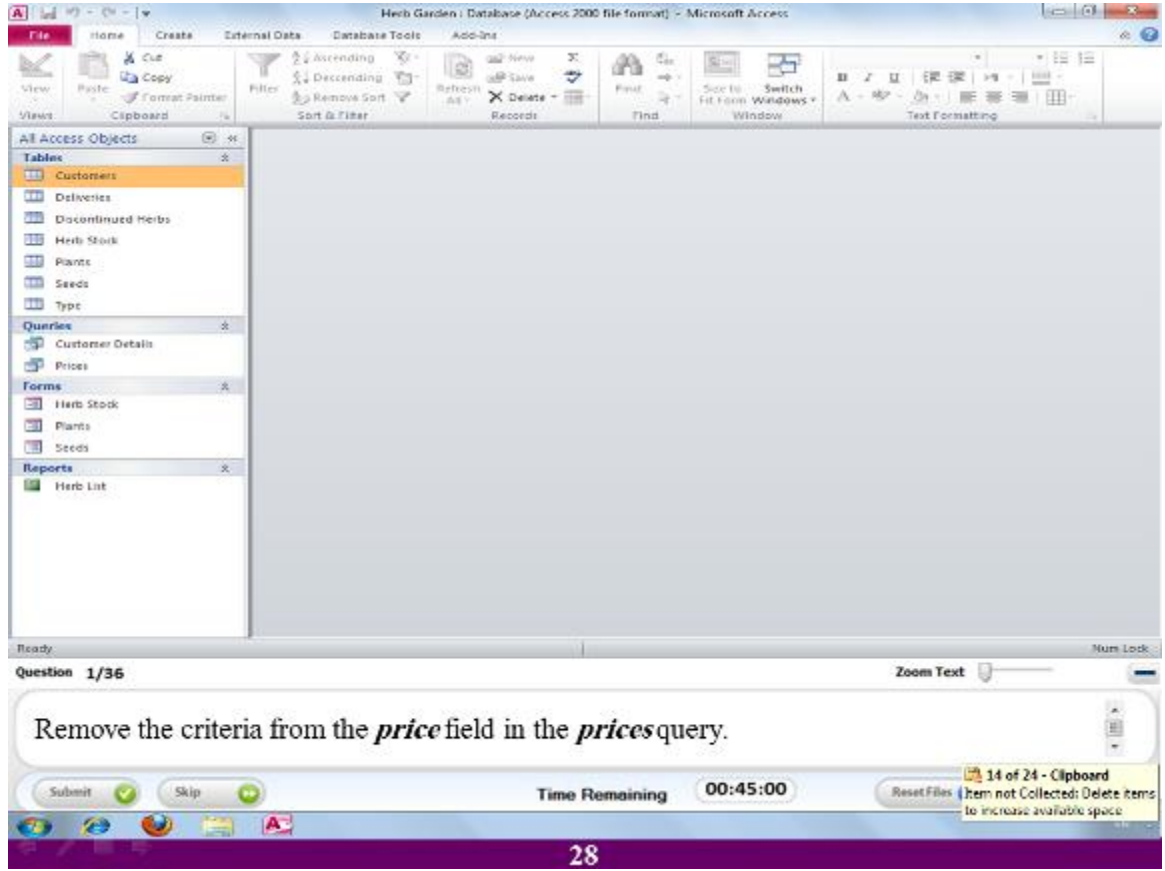 Herb Garden : Database (Access 2000 file format) - Microsoft Access
File Home Create External Data Database Tools Add-Ins
View
Views
Paste
Cut
Copy
Format Painter
Clipboard
Filter
Ascending
Descending
Remove Sort
Sort & Filter
Refresh
All
New
Save
Delete
Records
Find
Find
Size to
Fit Form
Switch
Windows
Window
B I U
A
Text Formatting
All Access Objects
Tables
Customers
Deliveries
Discontinued Herbs
Herb Stock
Plants
Seeds
Type
Queries
Customer Details
Prices
Forms
Herb Stock
Plants
Seeds
Reports
Herb List
Ready Num Lock
Question 1/36 Zoom Text
Remove the criteria from the price field in the prices query.
Submit Skip Time Remaining 00:45:00 Reset Files
14 of 24 - Clipboard
Item not Collected: Delete items
to increase available space
28